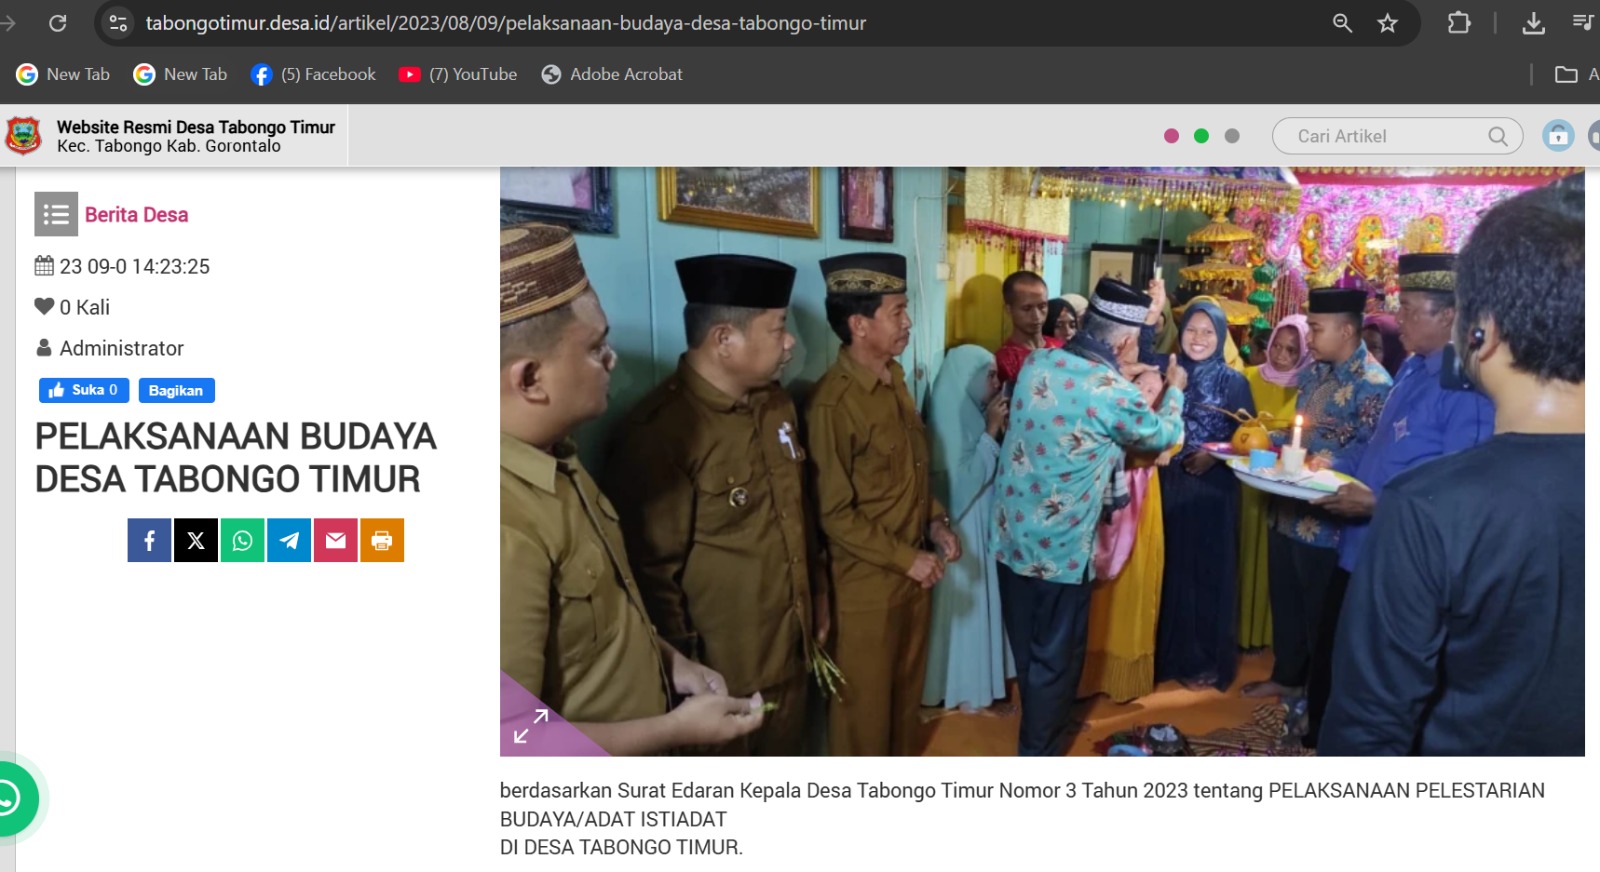 tabongotimur.desa.id/artikel/2023/08/09/pelaksanaan-budaya-desa-tabongo-timur
New Tab
New Tab
(5) Facebook
(7) YouTube
Adobe Acrobat
A
Website Resmi Desa Tabongo Timur
Kec. Tabongo Kab. Gorontalo
Cari Artikel
Berita Desa
23 09-0 14:23:25
0 Kali
Administrator
Suka 0
Bagikan
PELAKSANAAN BUDAYA
DESA TABONGO TIMUR
berdasarkan Surat Edaran Kepala Desa Tabongo Timur Nomor 3 Tahun 2023 tentang PELAKSANAAN PELESTARIAN
BUDAYA/ADAT ISTIADAT
DI DESA TABONGO TIMUR.